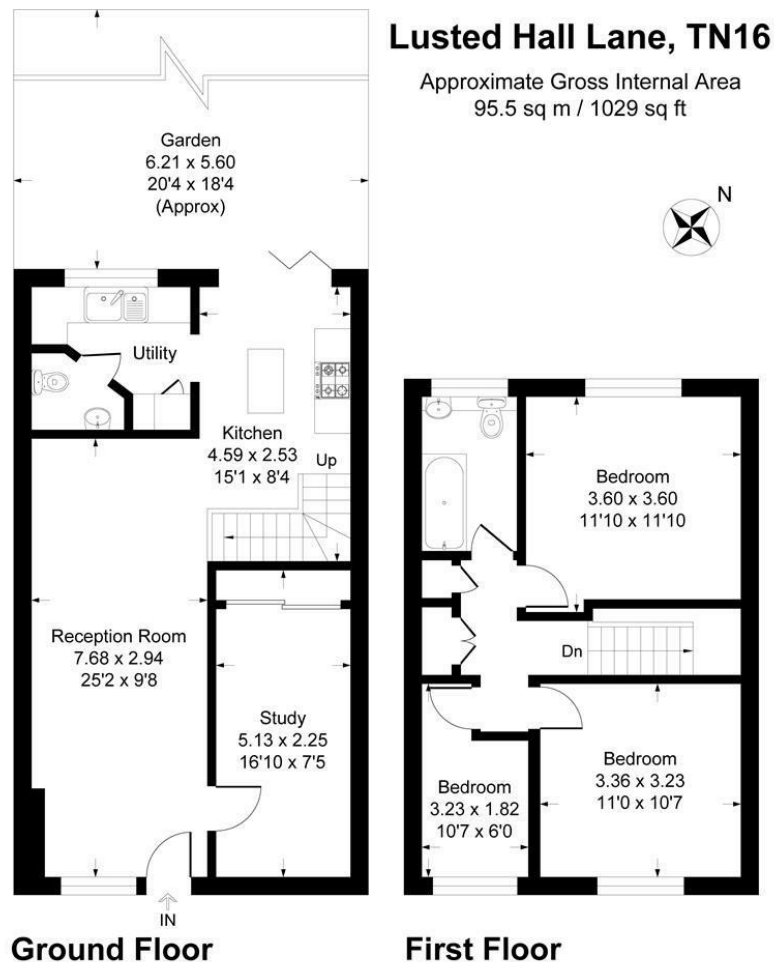 Lusted Hall Lane, TN16
Approximate Gross Internal Area
95.5 sq m / 1029 sq ft
N
Garden
6.21 x 5.60
20'4 x 18'4
(Approx)
Utility
Kitchen
4.59 x 2.53
15'1 x 8'4
Up
Reception Room
7.68 x 2.94
25'2 x 9'8
Study
5.13 x 2.25
16'10 x 7'5
IN
Ground Floor
Bedroom
3.60 x 3.60
11'10 x 11'10
Dn
Bedroom
3.23 x 1.82
10'7 x 6'0
Bedroom
3.36 x 3.23
11'0 x 10'7
First Floor